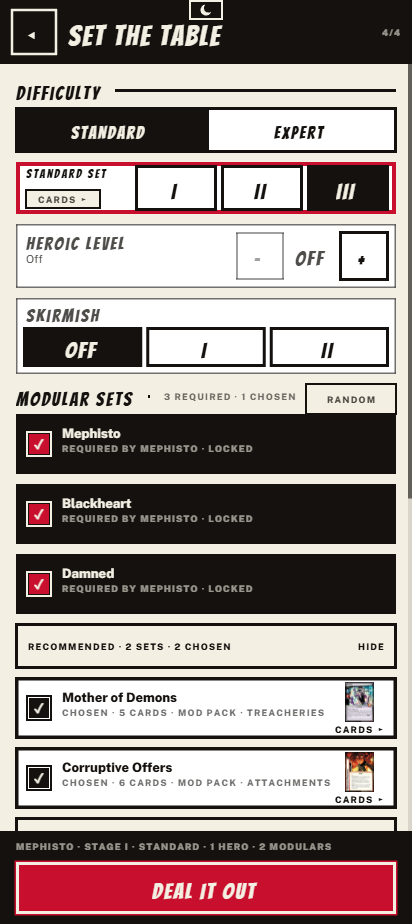 SET THE TABLE
4/4
DIFFICULTY
STANDARD
EXPERT
STANDARD SET
CARDS
I
II
III
HEROIC LEVEL
Off
-
OFF
+
SKIRMISH
OFF
I
II
MODULAR SETS · 3 REQUIRED · 1 CHOSEN
RANDOM
Mephisto
REQUIRED BY MEPHISTO · LOCKED
Blackheart
REQUIRED BY MEPHISTO · LOCKED
Damned
REQUIRED BY MEPHISTO · LOCKED
RECOMMENDED · 2 SETS · 2 CHOSEN
HIDE
Mother of Demons
CHOSEN · 5 CARDS · MOD PACK · TREACHERIES
CARDS
Corruptive Offers
CHOSEN · 6 CARDS · MOD PACK · ATTACHMENTS
CARDS
MEPHISTO · STAGE I · STANDARD · 1 HERO · 2 MODULARS
DEAL IT OUT